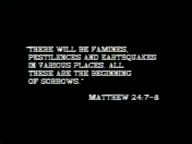 "THERE WILL BE FAMINES,
PESTILENCES AND EARTHQUAKES
IN VARIOUS PLACES. ALL
THESE ARE THE BEGINNING
OF SORROWS."
MATTHEW 24:7-8